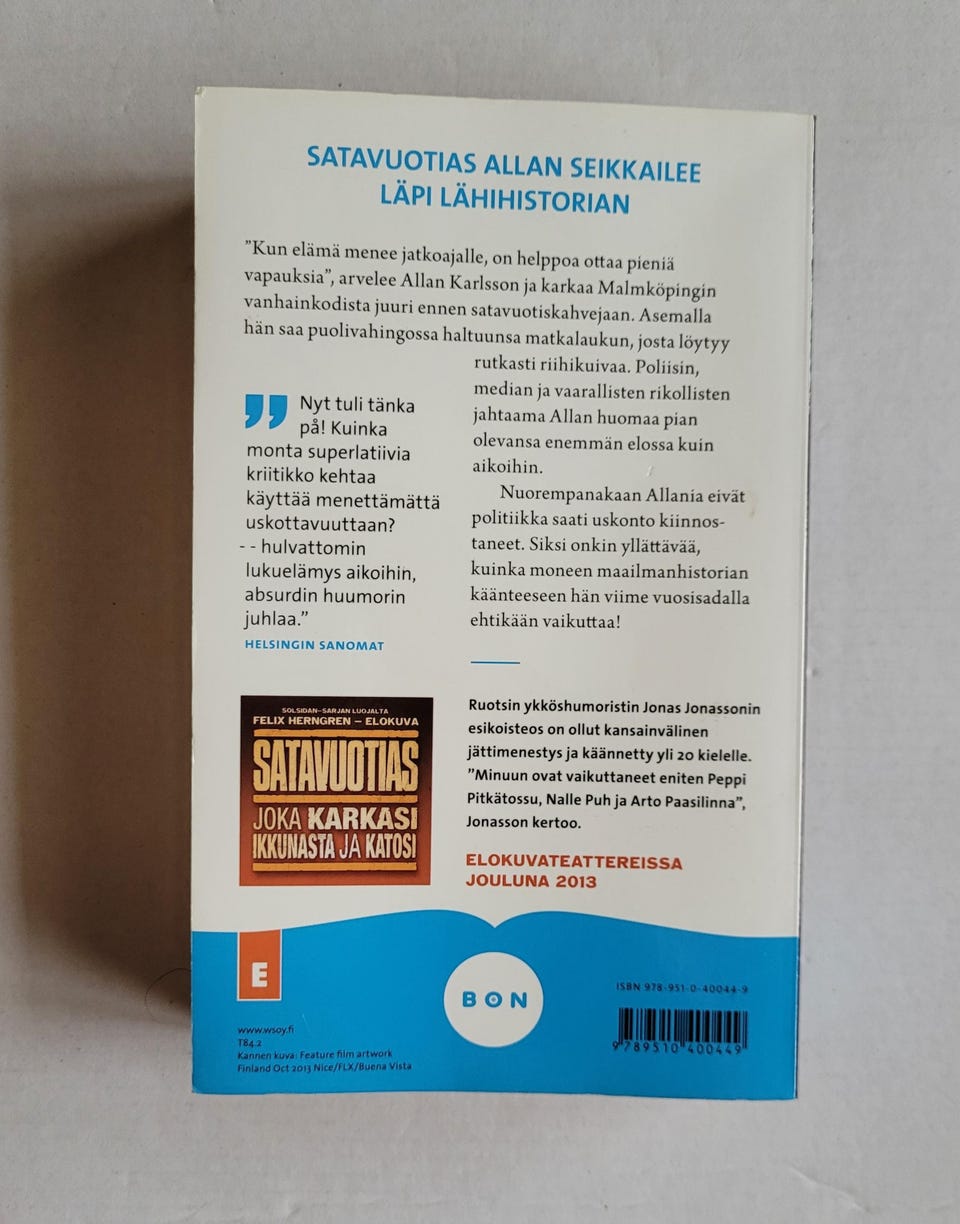 SATAVUOTIAS ALLAN SEIKKAILEE
LÄPI LÄHIHISTORIAN
”Kun elämä menee jatkoajalle, on helppoa ottaa pieniä
vapauksia”, arvelee Allan Karlsson ja karkaa Malmköpingin
vanhainkodista juuri ennen satavuotiskahvejaan. Asemalla
hän saa puolivahingossa haltuunsa matkalaukun, josta löytyy
rutkasti riihikuivaa. Poliisin,
median ja vaarallisten rikollisten
jahtaama Allan huomaa pian
olevansa enemmän elossa kuin
aikoihin.
Nuorempanakaan Allania eivät
politiikka saati uskonto kiinnos-
taneet. Siksi onkin yllättävää,
kuinka moneen maailmanhistorian
käänteeseen hän viime vuosisadalla
ehtikään vaikuttaa!
”Nyt tuli tänka
på! Kuinka
monta superlatiivia
kriitikko kehtaa
käyttää menettämättä
uskottavuuttaan?
- - hulvattomin
lukuelämys aikoihin,
absurdin huumorin
juhlaa.”
HELSINGIN SANOMAT
SOLSIDAN-SARJAN LUOJALTA
FELIX HERNGREN – ELOKUVA
SATAVUOTIAS
JOKA KARKASI
IKKUNASTA JA KATOSI
Ruotsin ykköshumoristin Jonas Jonassonin
esikoisteos on ollut kansainvälinen
jättimenestys ja käännetty yli 20 kielelle.
”Minuun ovat vaikuttaneet eniten Peppi
Pitkätossu, Nalle Puh ja Arto Paasilinna”,
Jonasson kertoo.
ELOKUVATEATTEREISSA
JOULUNA 2013
E
BON
www.wsoy.fi
T84.2
Kannen kuva: Feature film artwork
Finland Oct 2013 Nice/FLX/Buena Vista
ISBN 978-951-0-40044-9
9789510400449